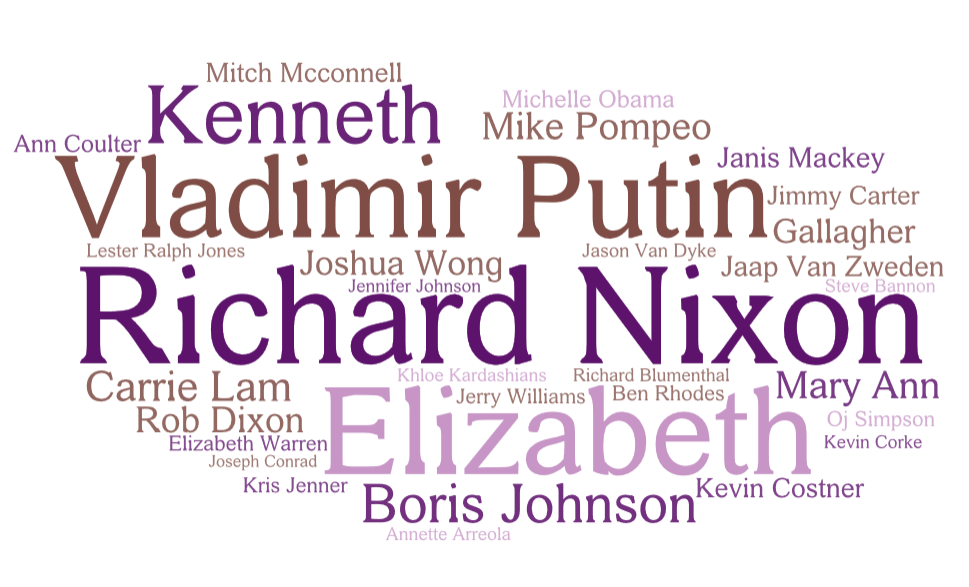 Mitch Mcconnell
Kenneth
Michelle Obama
Mike Pompeo
Ann Coulter
Janis Mackey
Vladimir Putin
Jimmy Carter
Gallagher
Lester Ralph Jones
Joshua Wong
Jason Van Dyke
Jaap Van Zweden
Jennifer Johnson
Steve Bannon
Richard Nixon
Carrie Lam
Khloe Kardashians
Richard Blumenthal
Mary Ann
Jerry Williams
Ben Rhodes
Rob Dixon
Elizabeth
Oj Simpson
Elizabeth Warren
Kevin Corke
Joseph Conrad
Kris Jenner
Boris Johnson
Kevin Costner
Annette Arreola